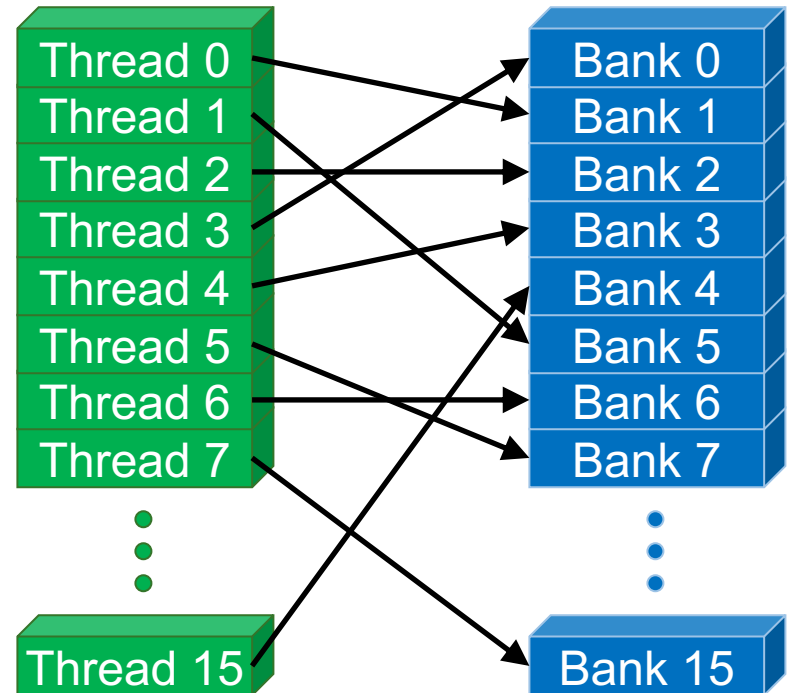 Thread 0
Thread 1
Thread 2
Thread 3
Thread 4
Thread 5
Thread 6
Thread 7
Thread 15
Bank 0
Bank 1
Bank 2
Bank 3
Bank 4
Bank 5
Bank 6
Bank 7
Bank 15